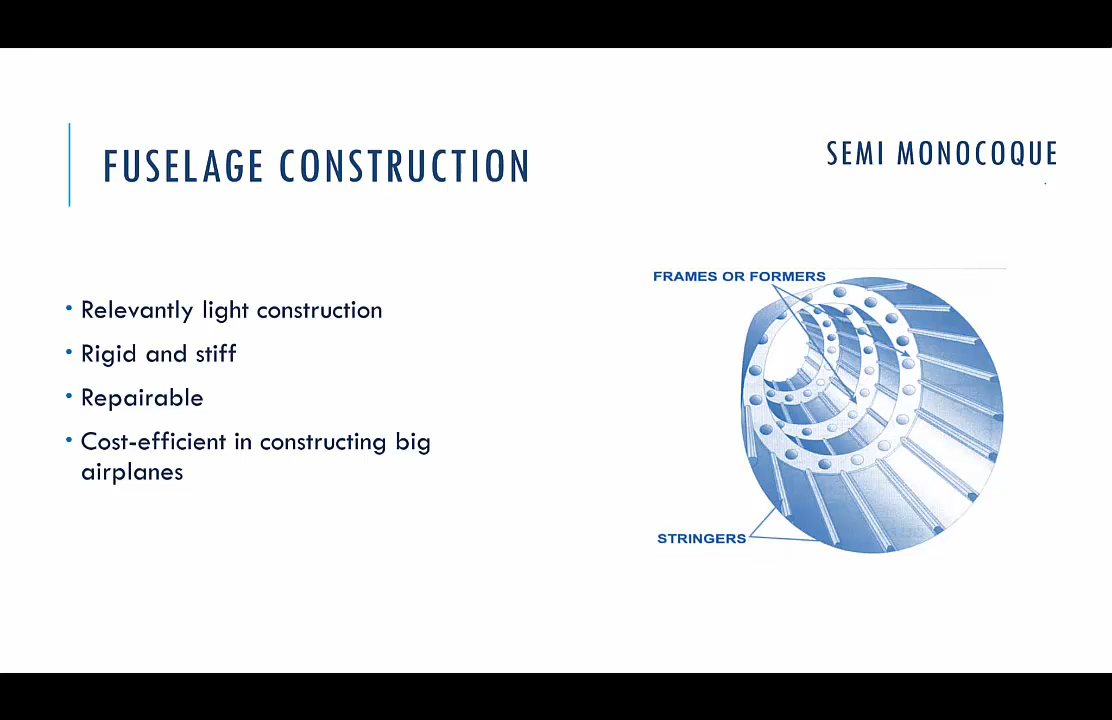 FUSELAGE CONSTRUCTION
SEMI MONOCOQUE
• Relevantly light construction
• Rigid and stiff
• Repairable
• Cost-efficient in constructing big
airplanes
FRAMES OR FORMERS
STRINGERS